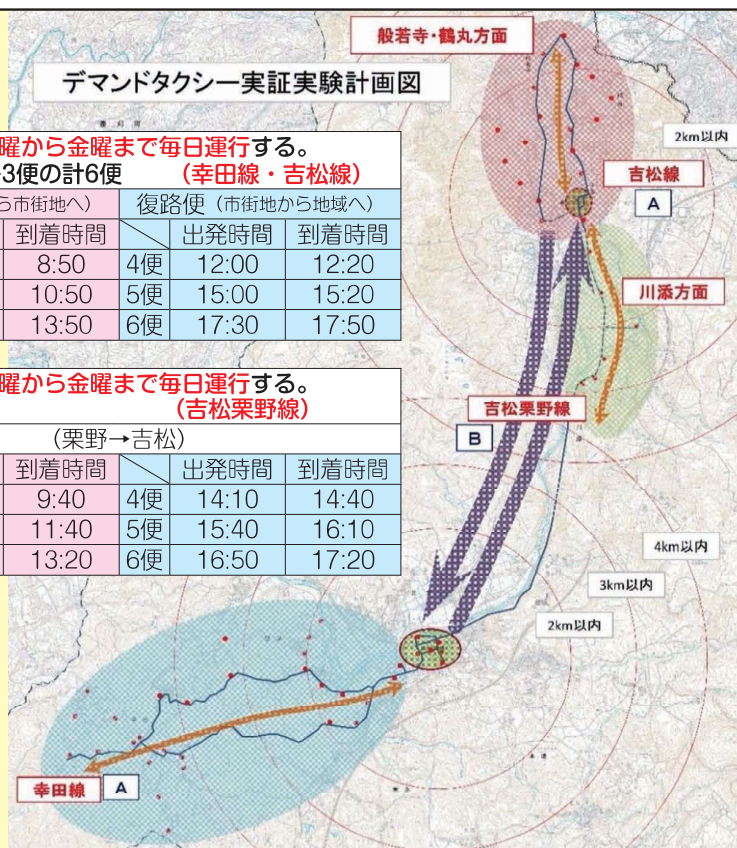 般若寺・鶴丸方面
デマンドタクシー実証実験計画図
2km以内
曜から金曜まで毎日運行する。
3便の計6便 (幸田線・吉松線)
ら市街地へ) 復路便 (市街地から地域へ)
到着時間 出発時間 到着時間
8:50 4便 12:00 12:20
10:50 5便 15:00 15:20
13:50 6便 17:30 17:50
吉松線
A
川添方面
曜から金曜まで毎日運行する。
(吉松栗野線)
(栗野→吉松)
到着時間 出発時間 到着時間
9:40 4便 14:10 14:40
11:40 5便 15:40 16:10
13:20 6便 16:50 17:20
吉松栗野線
B
4km以内
3km以内
2km以内
幸田線 A